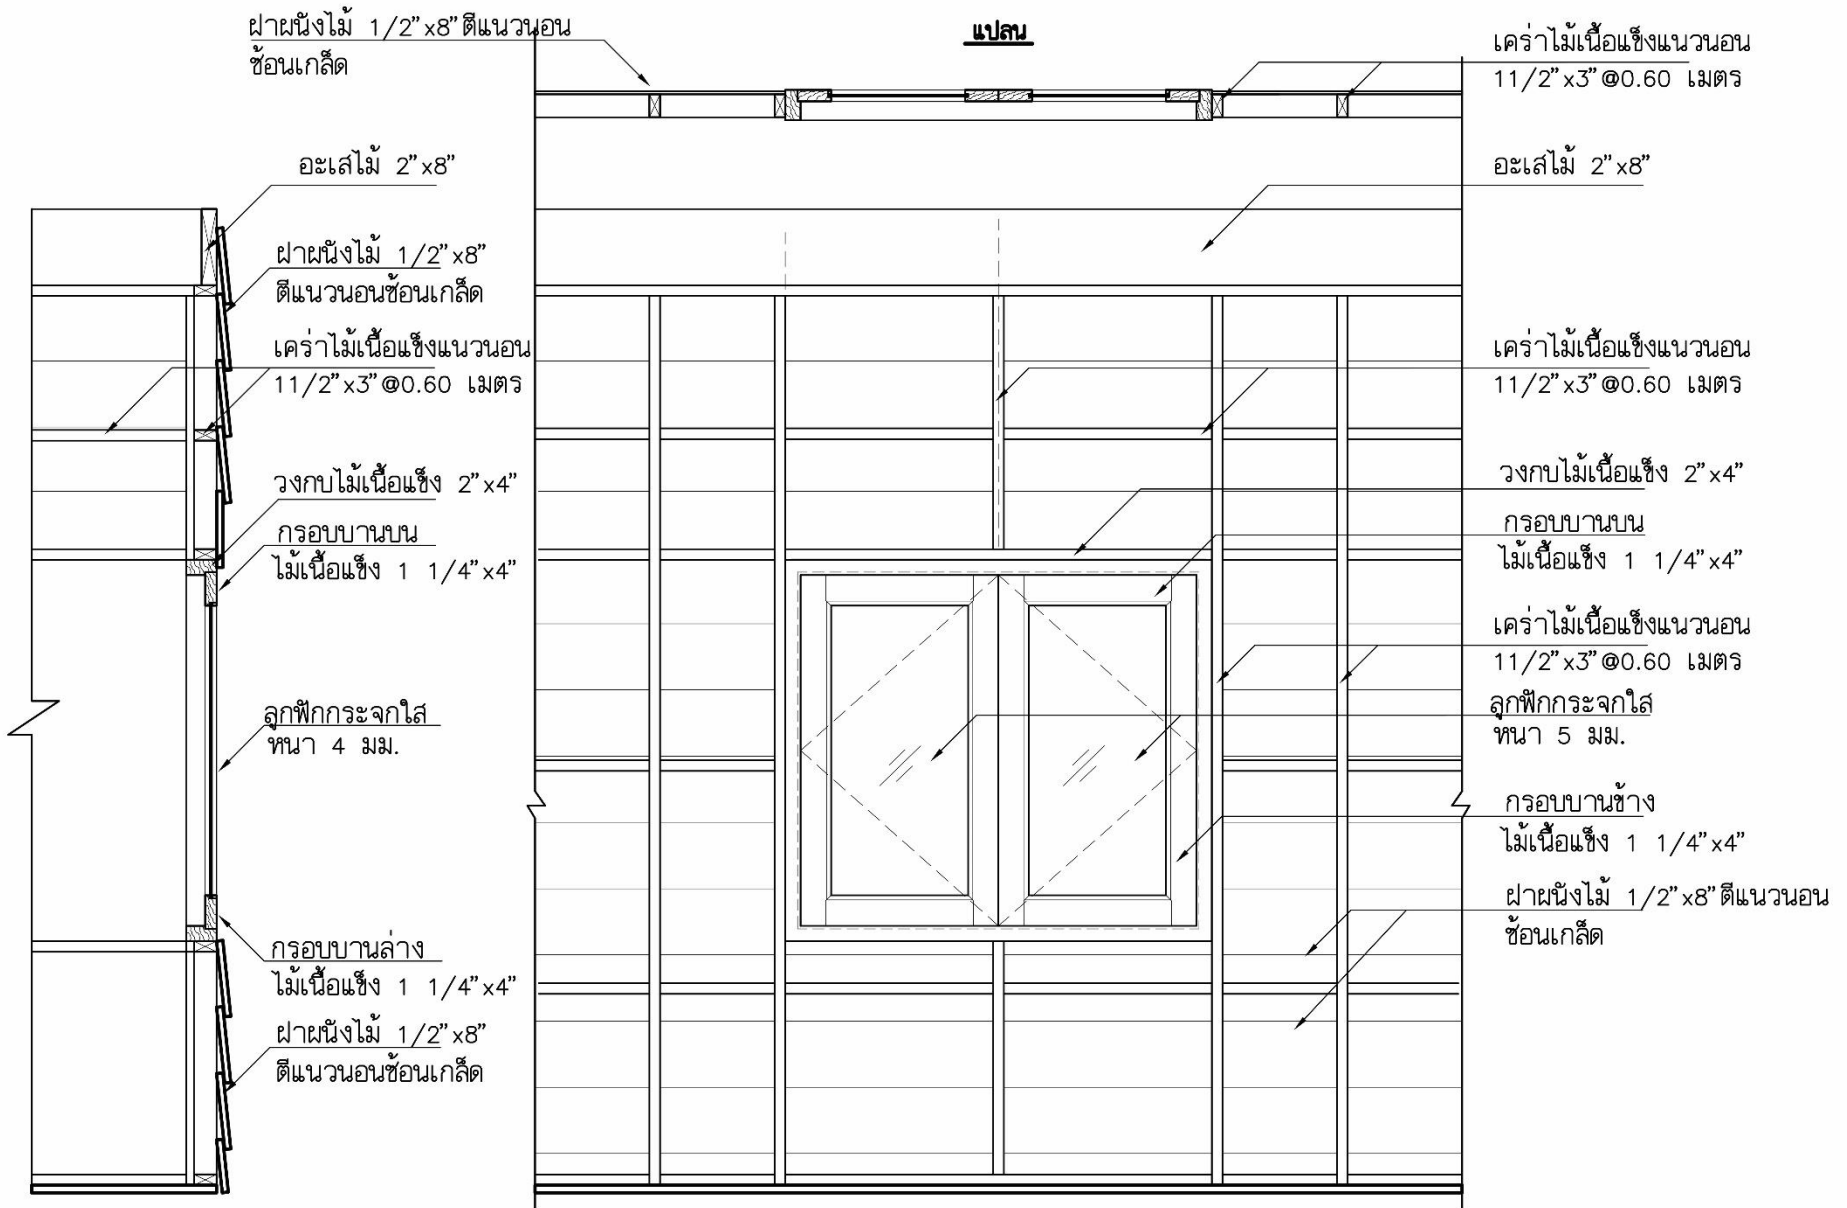 ฝาผนังไม้ 1/2"x8"ตีแนวนอน
ซ้อนเกล็ด
อะเสไม้ 2"x8"
ฝาผนังไม้ 1/2"x8"
ตีแนวนอนซ้อนเกล็ด
เคร่าไม้เนื้อแข็งแนวนอน
11/2"x3"@0.60 เมตร
วงกบไม้เนื้อแข็ง 2"x4"
กรอบบานบน
ไม้เนื้อแข็ง 1 1/4"x4"
ลูกฟักกระจกใส
หนา 4 มม.
กรอบบานล่าง
ไม้เนื้อแข็ง 1 1/4"x4"
ฝาผนังไม้ 1/2"x8"
ตีแนวนอนซ้อนเกล็ด
แปลน
เคร่าไม้เนื้อแข็งแนวนอน
11/2"x3"@0.60 เมตร
อะเสไม้ 2"x8"
เคร่าไม้เนื้อแข็งแนวนอน
11/2"x3"@0.60 เมตร
วงกบไม้เนื้อแข็ง 2"x4"
กรอบบานบน
ไม้เนื้อแข็ง 1 1/4"x4"
เคร่าไม้เนื้อแข็งแนวนอน
11/2"x3"@0.60 เมตร
ลูกฟักกระจกใส
หนา 5 มม.
กรอบบานข้าง
ไม้เนื้อแข็ง 1 1/4"x4"
ฝาผนังไม้ 1/2"x8"ตีแนวนอน
ซ้อนเกล็ด